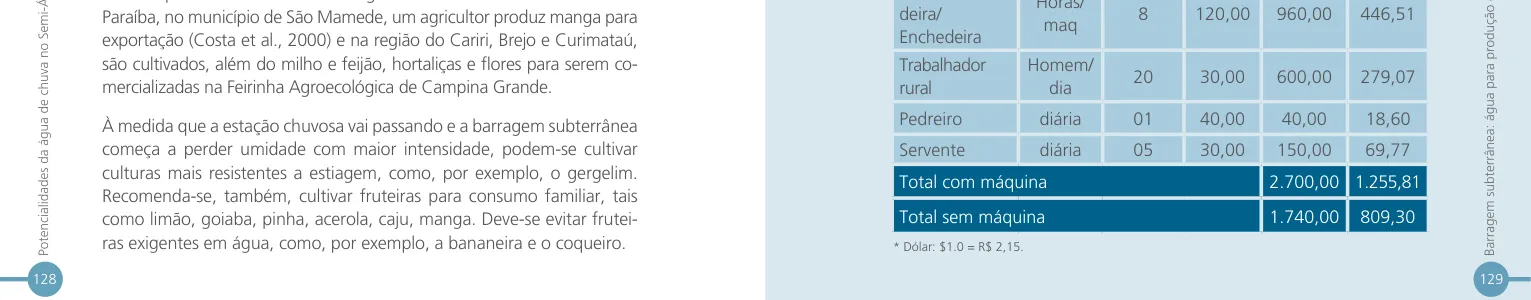 Paraíba, no município de São Mamede, um agricultor produz manga para
exportação (Costa et al., 2000) e na região do Cariri, Brejo e Curimataú,
são cultivados, além do milho e feijão, hortaliças e flores para serem co-
mercializadas na Feirinha Agroecológica de Campina Grande.
À medida que a estação chuvosa vai passando e a barragem subterrânea
começa a perder umidade com maior intensidade, podem-se cultivar
culturas mais resistentes a estiagem, como, por exemplo, o gergelim.
Recomenda-se, também, cultivar fruteiras para consumo familiar, tais
como limão, goiaba, pinha, acerola, caju, manga. Deve-se evitar frutei-
ras exigentes em água, como, por exemplo, a bananeira e o coqueiro.
Potencialidades da água de chuva no Semi-Á
128
deira/
Enchedeira
Horas/
maq
8
120,00
960,00
446,51
Trabalhador
rural
Homem/
dia
20
30,00
600,00
279,07
Pedreiro
diária
01
40,00
40,00
18,60
Servente
diária
05
30,00
150,00
69,77
Total com máquina
2.700,00
1.255,81
Total sem máquina
1.740,00
809,30
* Dólar: $1.0 = R$ 2,15.
Barragem subterrânea: água para produção
129